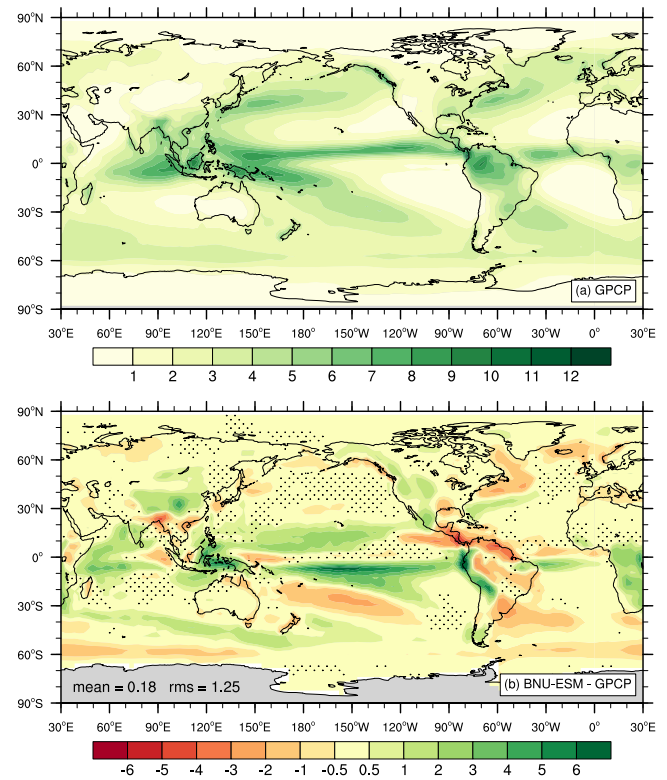 90°N
60°N
30°N
0°
30°S
60°S
90°S
(a) GPCP
30°E 60°E 90°E 120°E 150°E 180° 150°W 120°W 90°W 60°W 30°W 0° 30°E
1 2 3 4 5 6 7 8 9 10 11 12
90°N
60°N
30°N
0°
30°S
60°S
90°S
mean = 0.18 rms = 1.25
(b) BNU-ESM - GPCP
30°E 60°E 90°E 120°E 150°E 180° 150°W 120°W 90°W 60°W 30°W 0° 30°E
-6 -5 -4 -3 -2 -1 -0.5 0.5 1 2 3 4 5 6